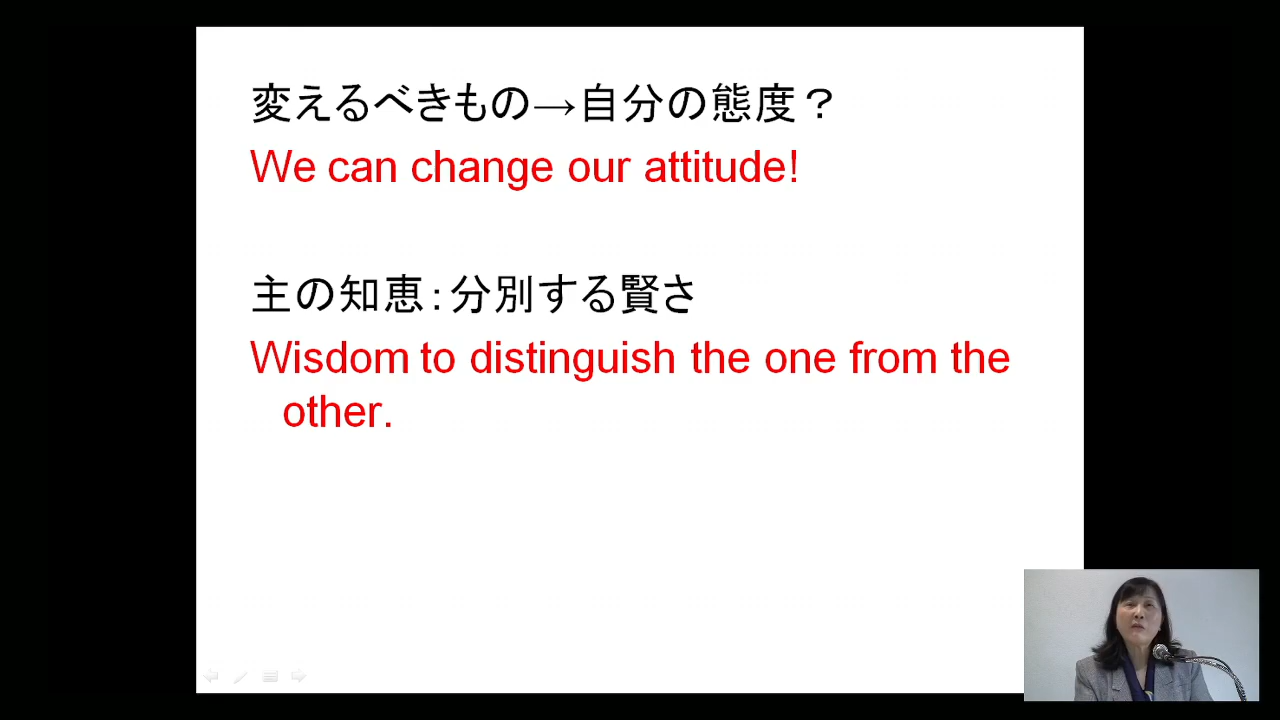 変えるべきもの→自分の態度？
We can change our attitude!
主の知恵：分別する賢さ
Wisdom to distinguish the one from the
other.